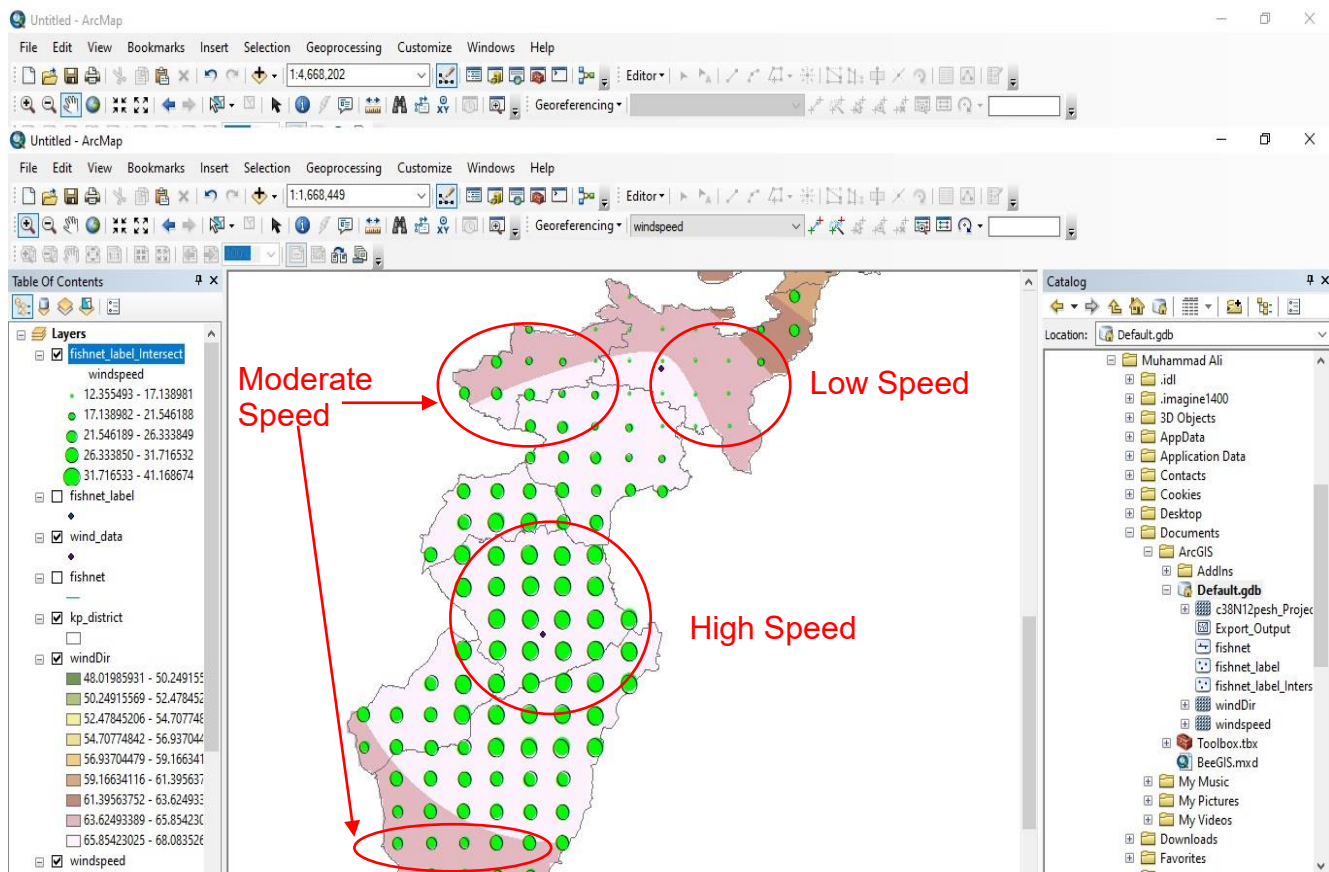 Untitled - ArcMap
File Edit View Bookmarks Insert Selection Geoprocessing Customize Windows Help
1:4,668,202
Editor
Georeferencing
Untitled - ArcMap
File Edit View Bookmarks Insert Selection Geoprocessing Customize Windows Help
1:1,668,449
Editor
Georeferencing windspeed
Table Of Contents
Layers
fishnet_label_Intersect
windspeed
12.355493 - 17.138981
17.138982 - 21.546188
21.546189 - 26.333849
26.333850 - 31.716532
31.716533 - 41.168674
fishnet_label
wind_data
fishnet
kp_district
windDir
48.01985931 - 50.249155
50.24915569 - 52.478452
52.47845206 - 54.707748
54.70774842 - 56.937044
56.93704479 - 59.166341
59.16634116 - 61.395637
61.39563752 - 63.624933
63.62493389 - 65.854230
65.85423025 - 68.083526
windspeed
Moderate
Speed
Low Speed
High Speed
Catalog
Location: Default.gdb
Muhammad Ali
.idl
.imagine1400
3D Objects
AppData
Application Data
Contacts
Cookies
Desktop
Documents
ArcGIS
AddIns
Default.gdb
c38N12pesh_Projec
Export_Output
fishnet
fishnet_label
fishnet_label_Inters
windDir
windspeed
Toolbox.tbx
BeeGIS.mxd
My Music
My Pictures
My Videos
Downloads
Favorites